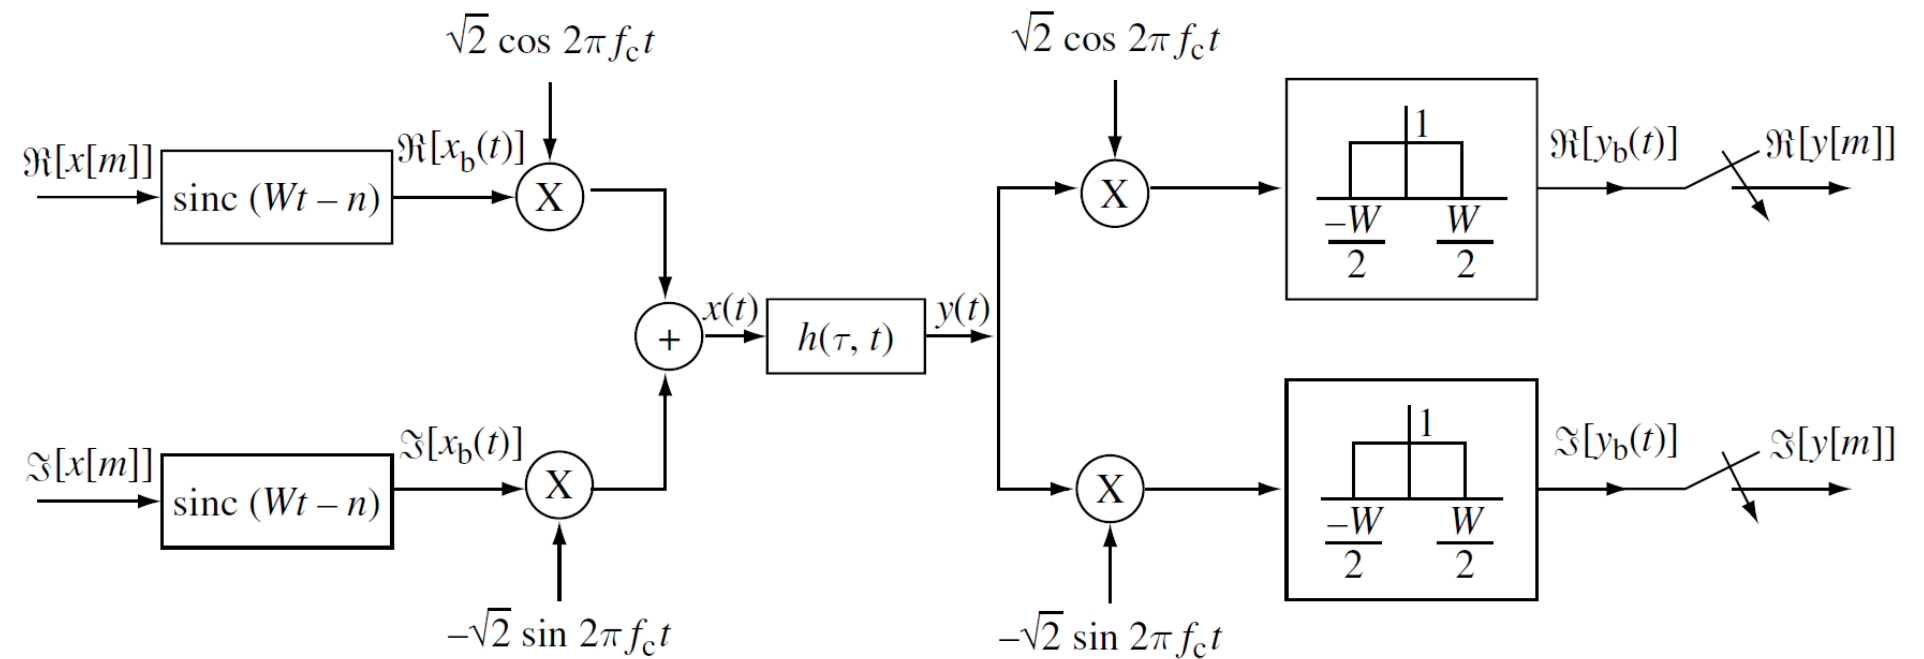 √2 cos 2πf_c t
√2 cos 2πf_c t
ℜ[x[m]]
sinc (Wt – n)
ℜ[x_b(t)]
X
X
1
–W
2
W
2
ℜ[y_b(t)]
ℜ[y[m]]
+
x(t)
h(τ, t)
y(t)
ℑ[x[m]]
sinc (Wt – n)
ℑ[x_b(t)]
X
X
1
–W
2
W
2
ℑ[y_b(t)]
ℑ[y[m]]
–√2 sin 2πf_c t
–√2 sin 2πf_c t